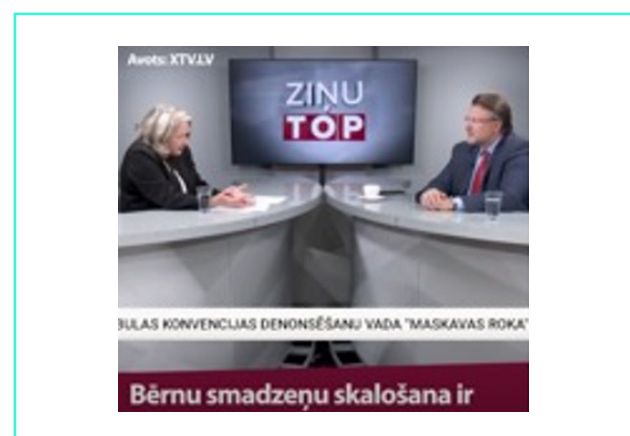 Avots: XTV.LV
ZIŅU
TOP
BULAS KONVENCIJAS DENONSĒŠANU VADA "MASKAVAS ROKA"
Bērnu smadzeņu skalošana ir